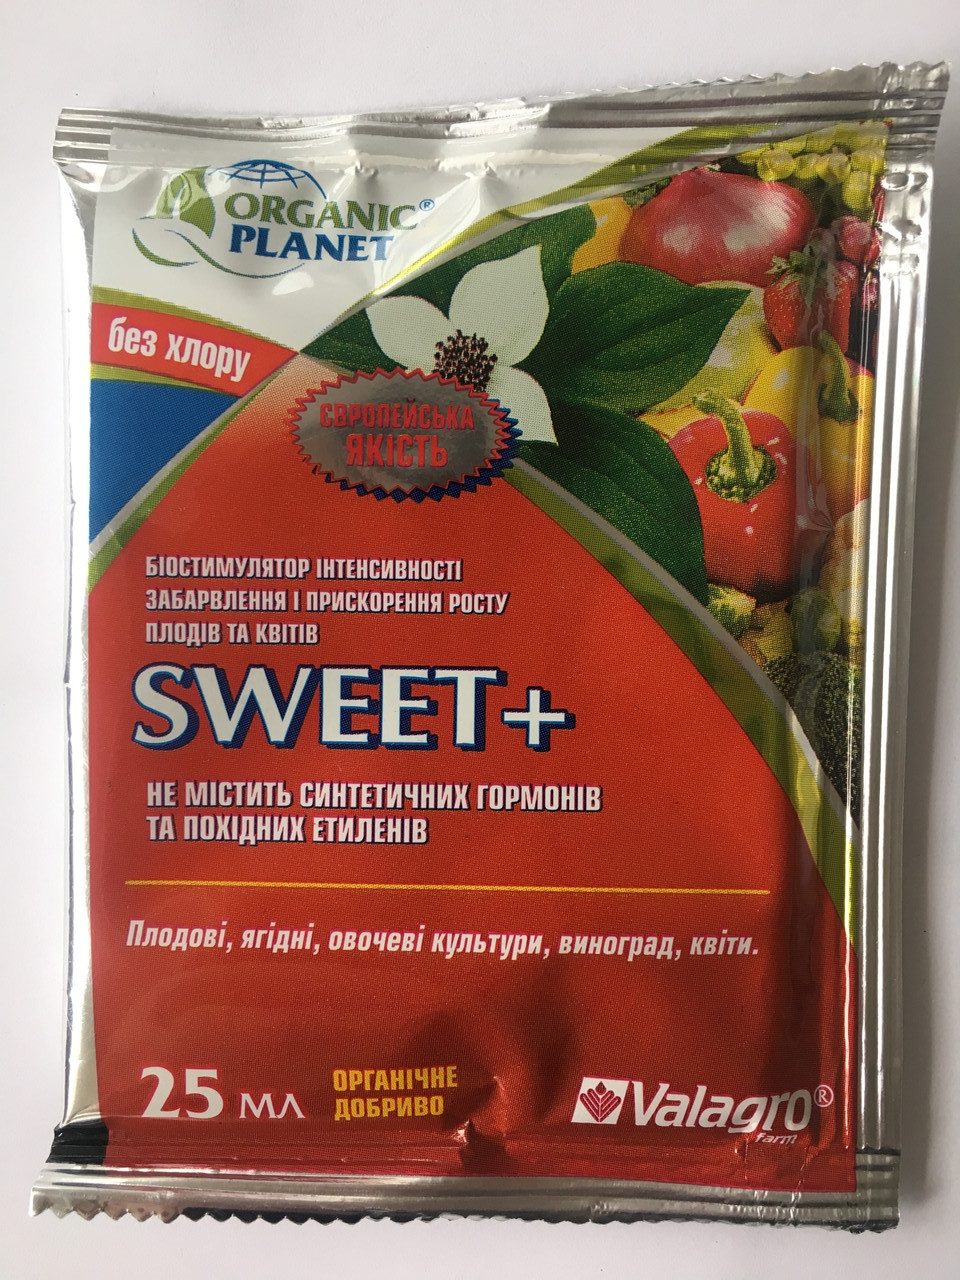 ORGANIC®
PLANET
без хлору
ЄВРОПЕЙСЬКА
ЯКІСТЬ
БІОСТИМУЛЯТОР ІНТЕНСИВНОСТІ
ЗАБАРВЛЕННЯ І ПРИСКОРЕННЯ РОСТУ
ПЛОДІВ ТА КВІТІВ
SWEET+
НЕ МІСТИТЬ СИНТЕТИЧНИХ ГОРМОНІВ
ТА ПОХІДНИХ ЕТИЛЕНІВ
Плодові, ягідні, овочеві культури, виноград, квіти.
25 МЛ
ОРГАНІЧНЕ
ДОБРИВО
Valagro®
farm